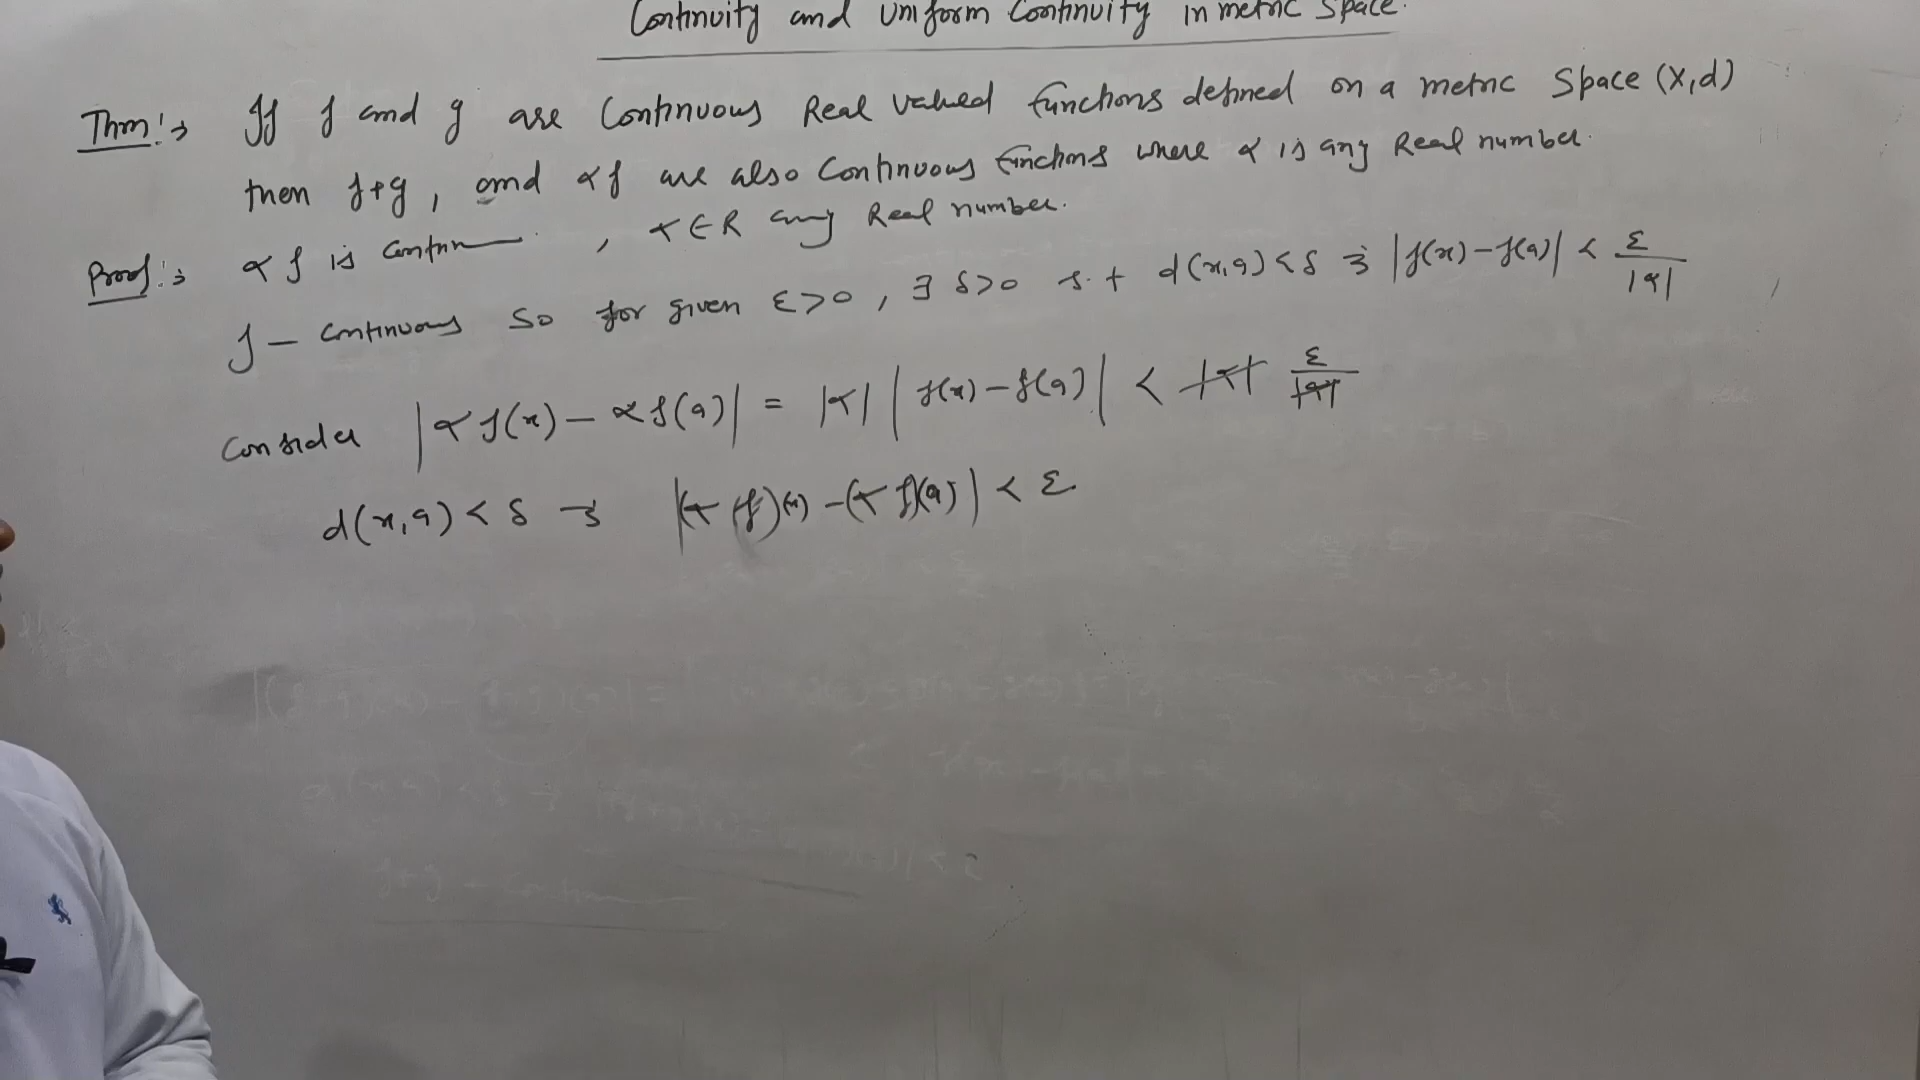 Continuity and Uniform Continuity in metric Space.
Thm:→ If f and g are Continuous Real valued functions defined on a metric Space (X,d)
then f+g, and αf are also Continuous functions where α is any Real number.
Proof:→ αf is contin , α∈R any Real number.
f – continuous so for given ε>0, ∃ δ>0 s.t d(x,a)<δ ⇒ |f(x)-f(a)| < ε/|α|
Consider |αf(x) - αf(a)| = |α| |f(x)-f(a)| < |α| ε/|α|
d(x,a)<δ ⇒ |(αf)(x) - (αf)(a)| < ε